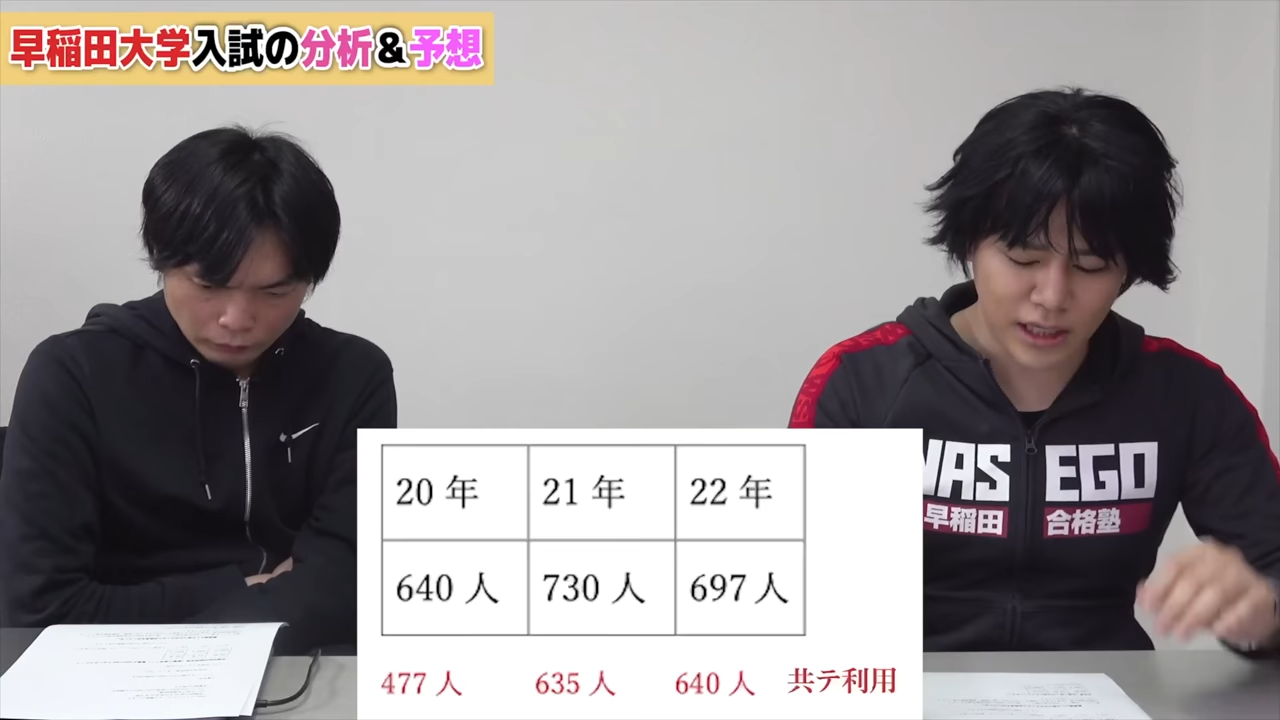 早稲田大学入試の分析&予想
WAS EGO
早稲田 合格塾
20年 21年 22年
640人 730人 697人
477人 635人 640人 共テ利用